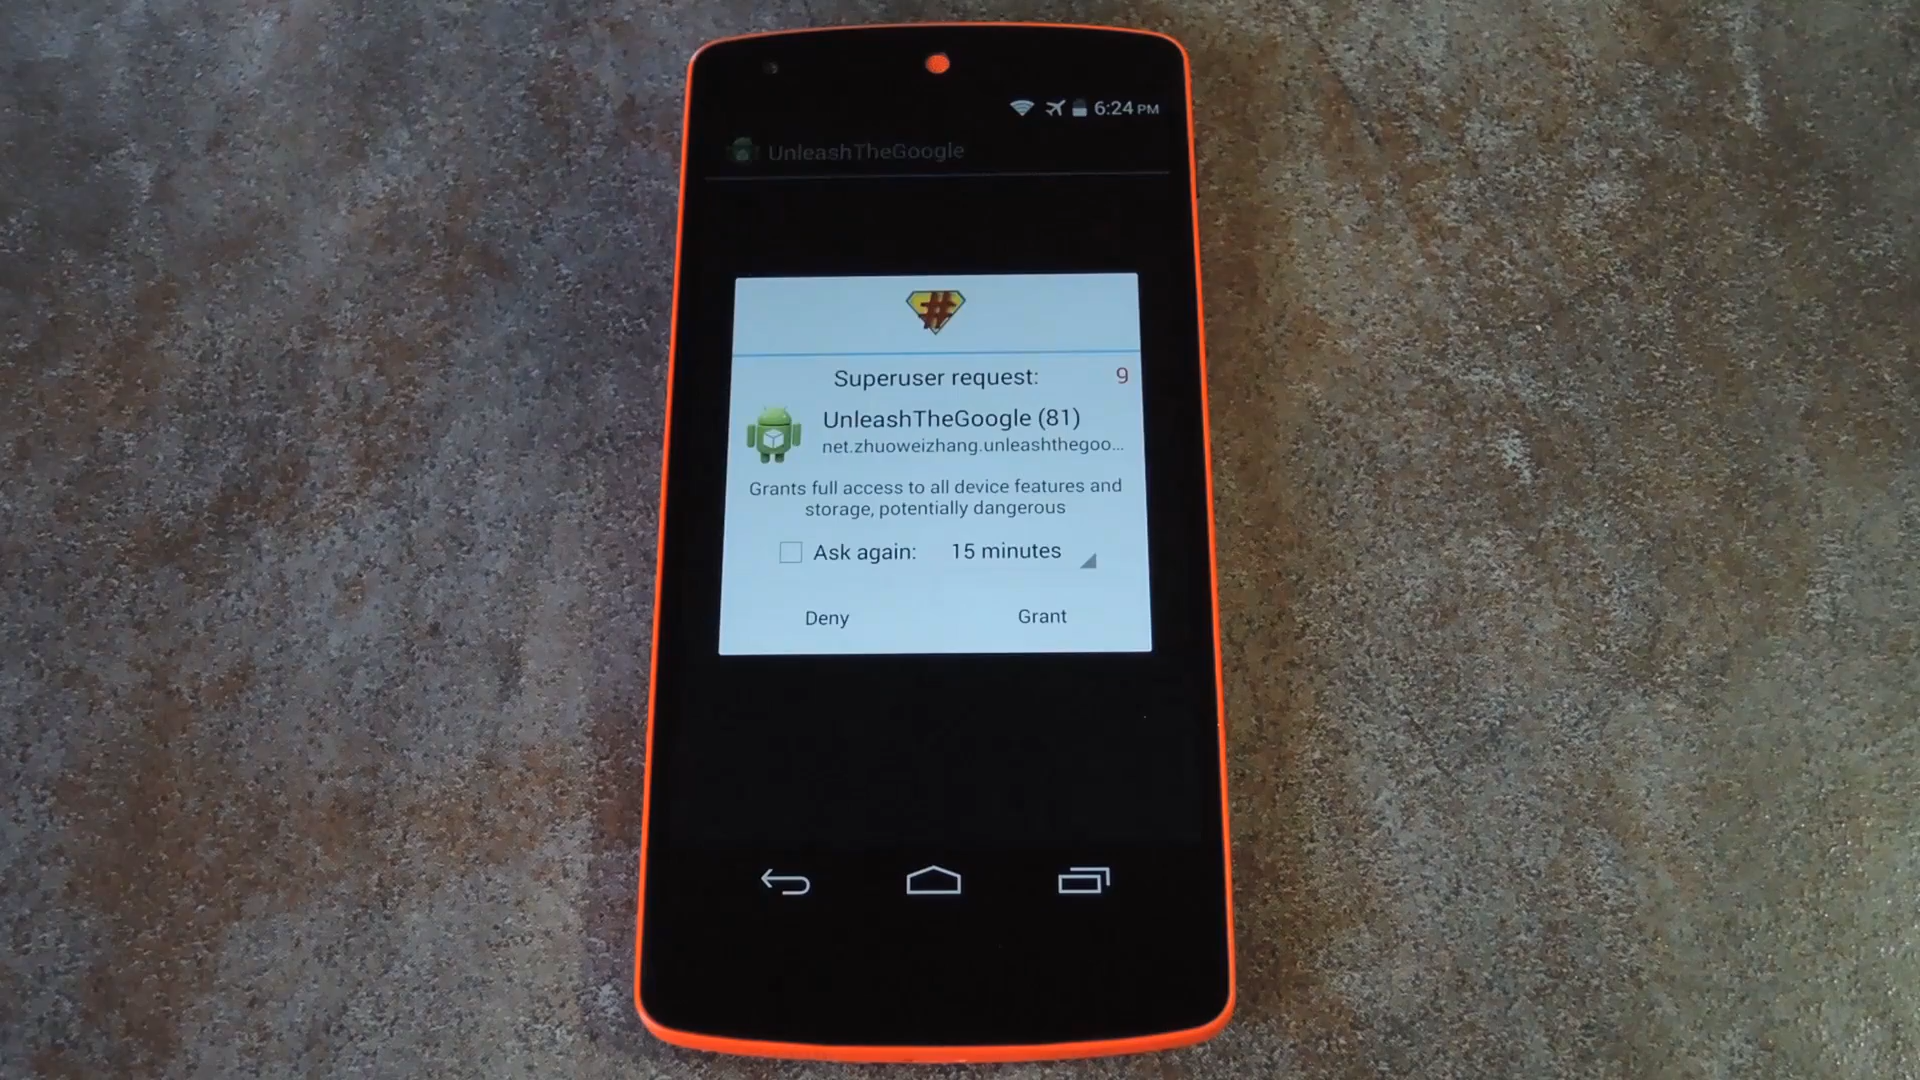 6:24 PM
UnleashTheGoogle
#
Superuser request: 9
UnleashTheGoogle (81)
net.zhuoweizhang.unleashthegoo...
Grants full access to all device features and
storage, potentially dangerous
Ask again: 15 minutes
Deny Grant